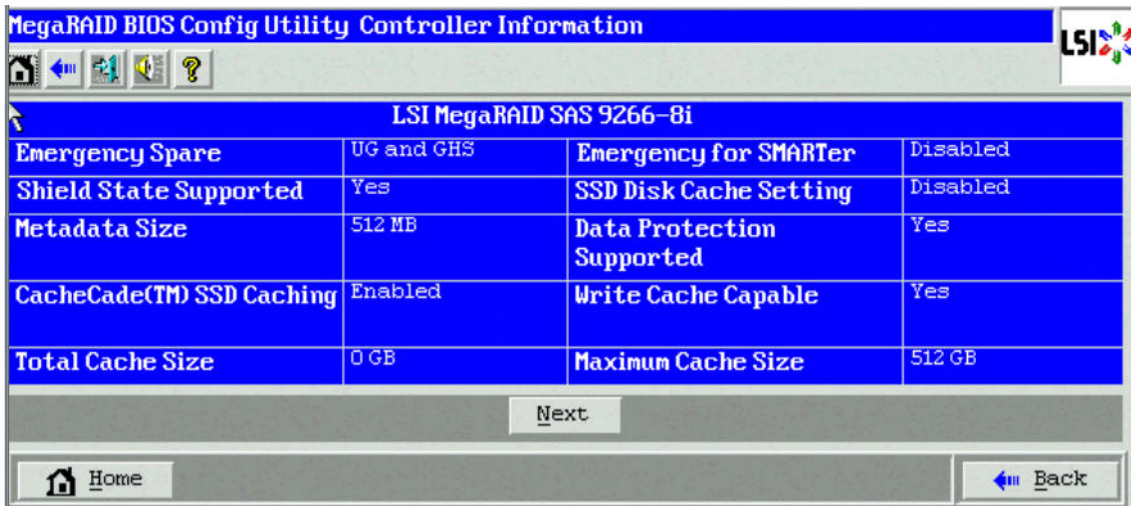 MegaRAID BIOS Config Utility Controller Information
LSI
?
LSI MegaRAID SAS 9266-8i
Emergency Spare UG and GHS Emergency for SMARTer Disabled
Shield State Supported Yes SSD Disk Cache Setting Disabled
Metadata Size 512 MB Data Protection Yes
Supported
CacheCade(TM) SSD Caching Enabled Write Cache Capable Yes
Total Cache Size 0 GB Maximum Cache Size 512 GB
Next
Home Back